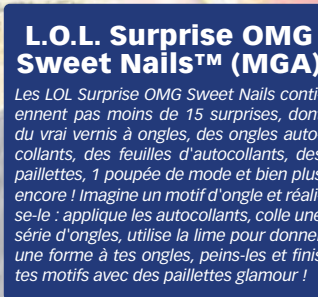 L.O.L. Surprise OMG
Sweet Nails™ (MGA)
Les LOL Surprise OMG Sweet Nails conti-
ennent pas moins de 15 surprises, dont
du vrai vernis à ongles, des ongles auto-
collants, des feuilles d'autocollants, des
paillettes, 1 poupée de mode et bien plus
encore ! Imagine un motif d'ongle et réali-
se-le : applique les autocollants, colle une
série d'ongles, utilise la lime pour donner
une forme à tes ongles, peins-les et finis
tes motifs avec des paillettes glamour !